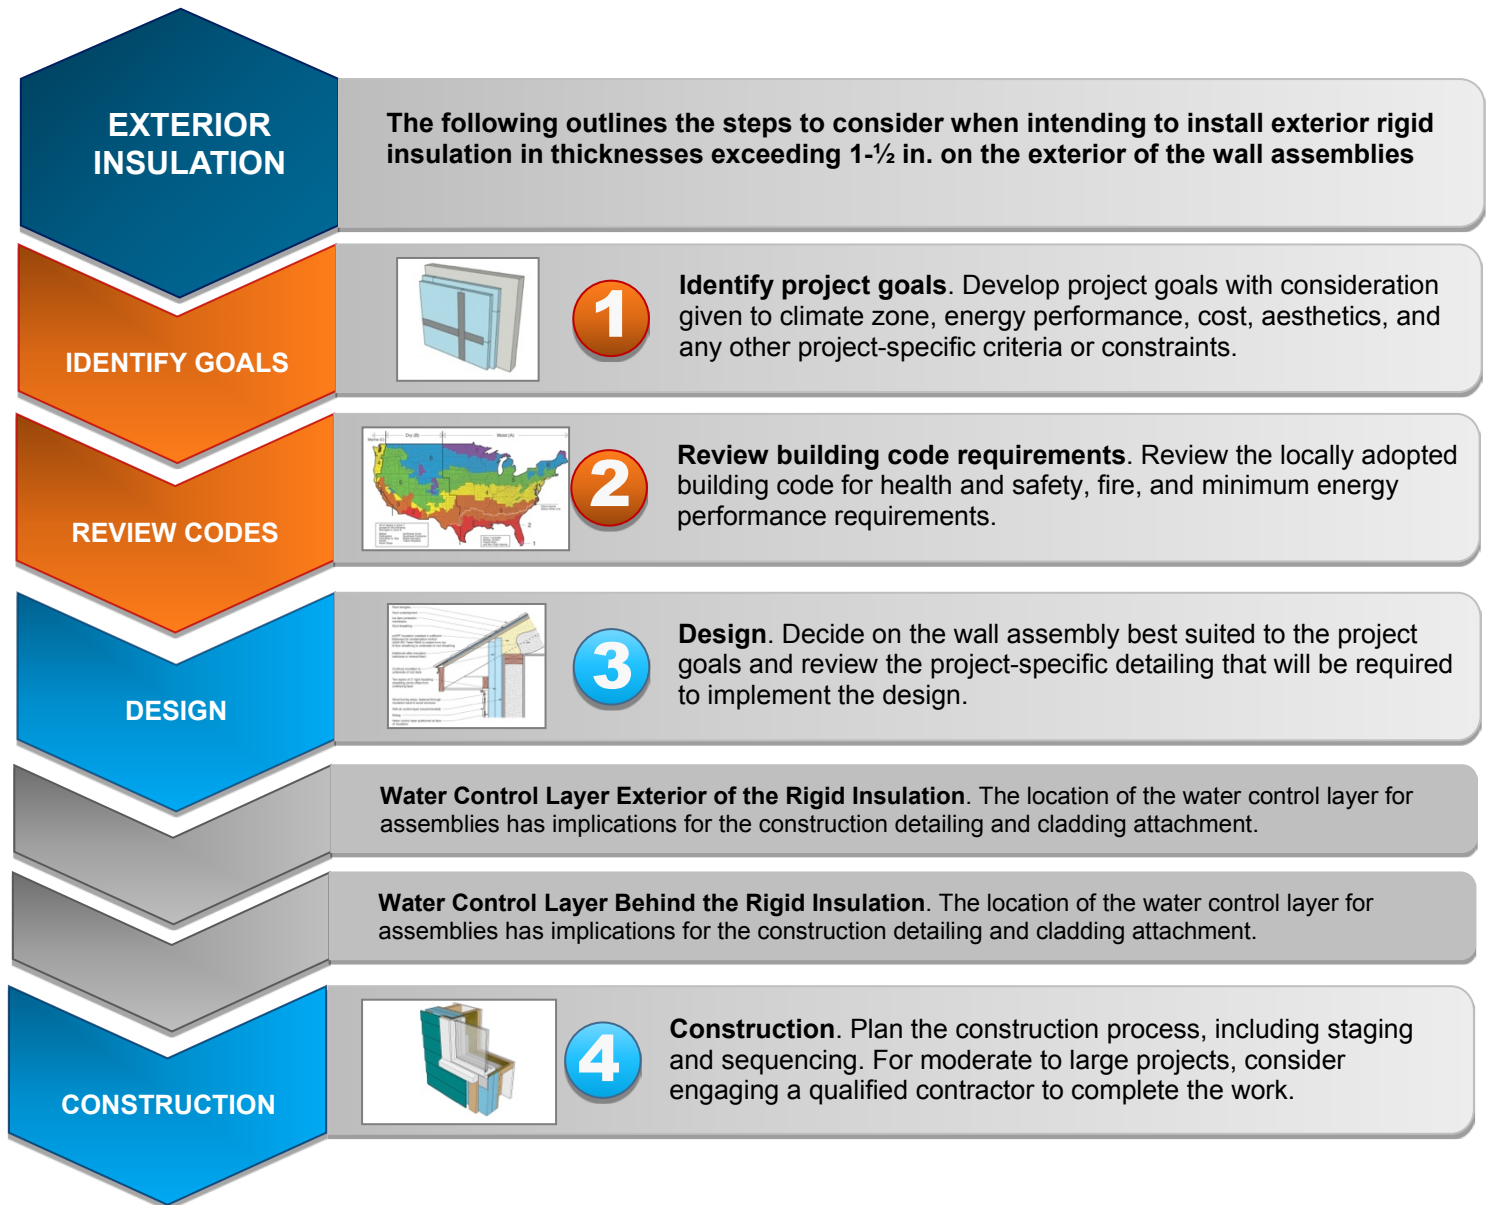 EXTERIOR
INSULATION
The following outlines the steps to consider when intending to install exterior rigid
insulation in thicknesses exceeding 1-½ in. on the exterior of the wall assemblies
IDENTIFY GOALS
1
Identify project goals. Develop project goals with consideration
given to climate zone, energy performance, cost, aesthetics, and
any other project-specific criteria or constraints.
REVIEW CODES
Marine (C)
Dry (B)
Moist (A)
2
Review building code requirements. Review the locally adopted
building code for health and safety, fire, and minimum energy
performance requirements.
DESIGN
3
Design. Decide on the wall assembly best suited to the project
goals and review the project-specific detailing that will be required
to implement the design.
Water Control Layer Exterior of the Rigid Insulation. The location of the water control layer for
assemblies has implications for the construction detailing and cladding attachment.
Water Control Layer Behind the Rigid Insulation. The location of the water control layer for
assemblies has implications for the construction detailing and cladding attachment.
CONSTRUCTION
4
Construction. Plan the construction process, including staging
and sequencing. For moderate to large projects, consider
engaging a qualified contractor to complete the work.